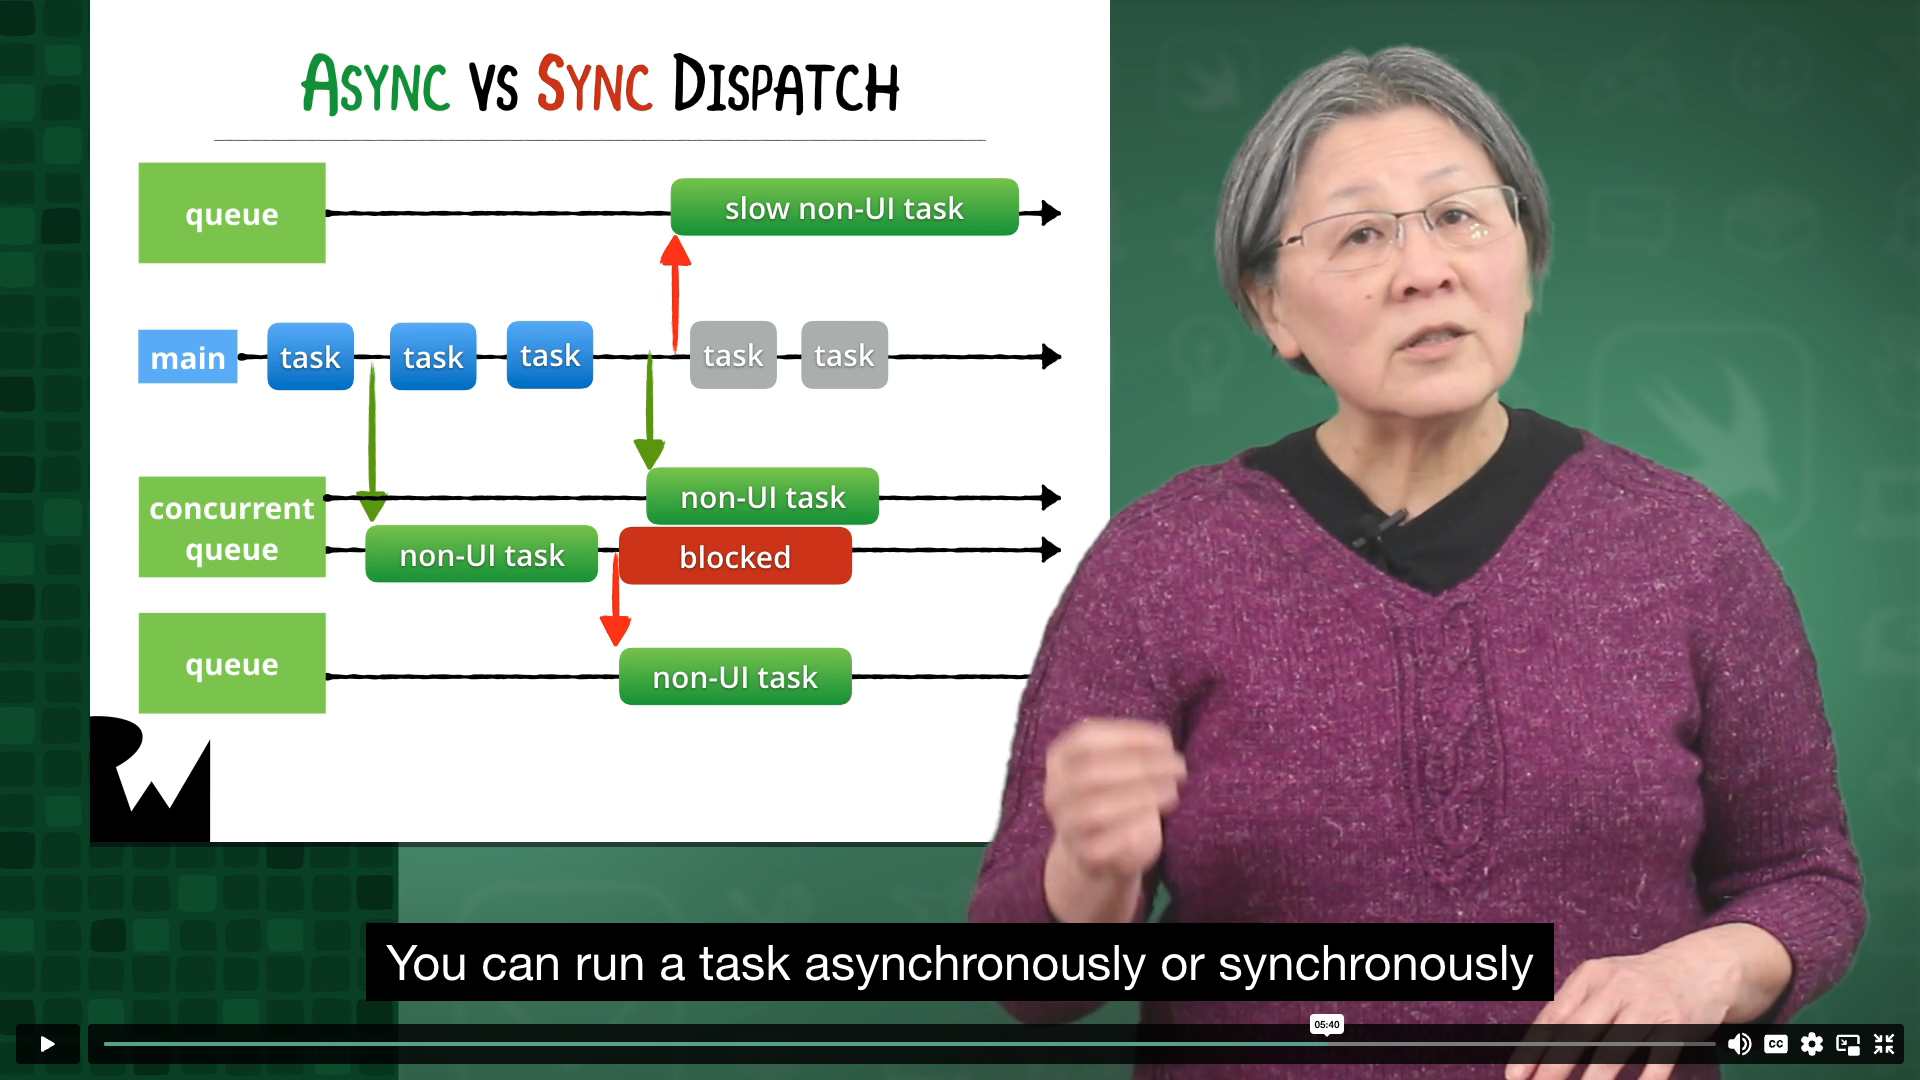 Async vs Sync Dispatch
queue
slow non-UI task
main
task
task
task
task
task
concurrent
queue
non-UI task
non-UI task
blocked
queue
non-UI task
RW
You can run a task asynchronously or synchronously
05:40
CC